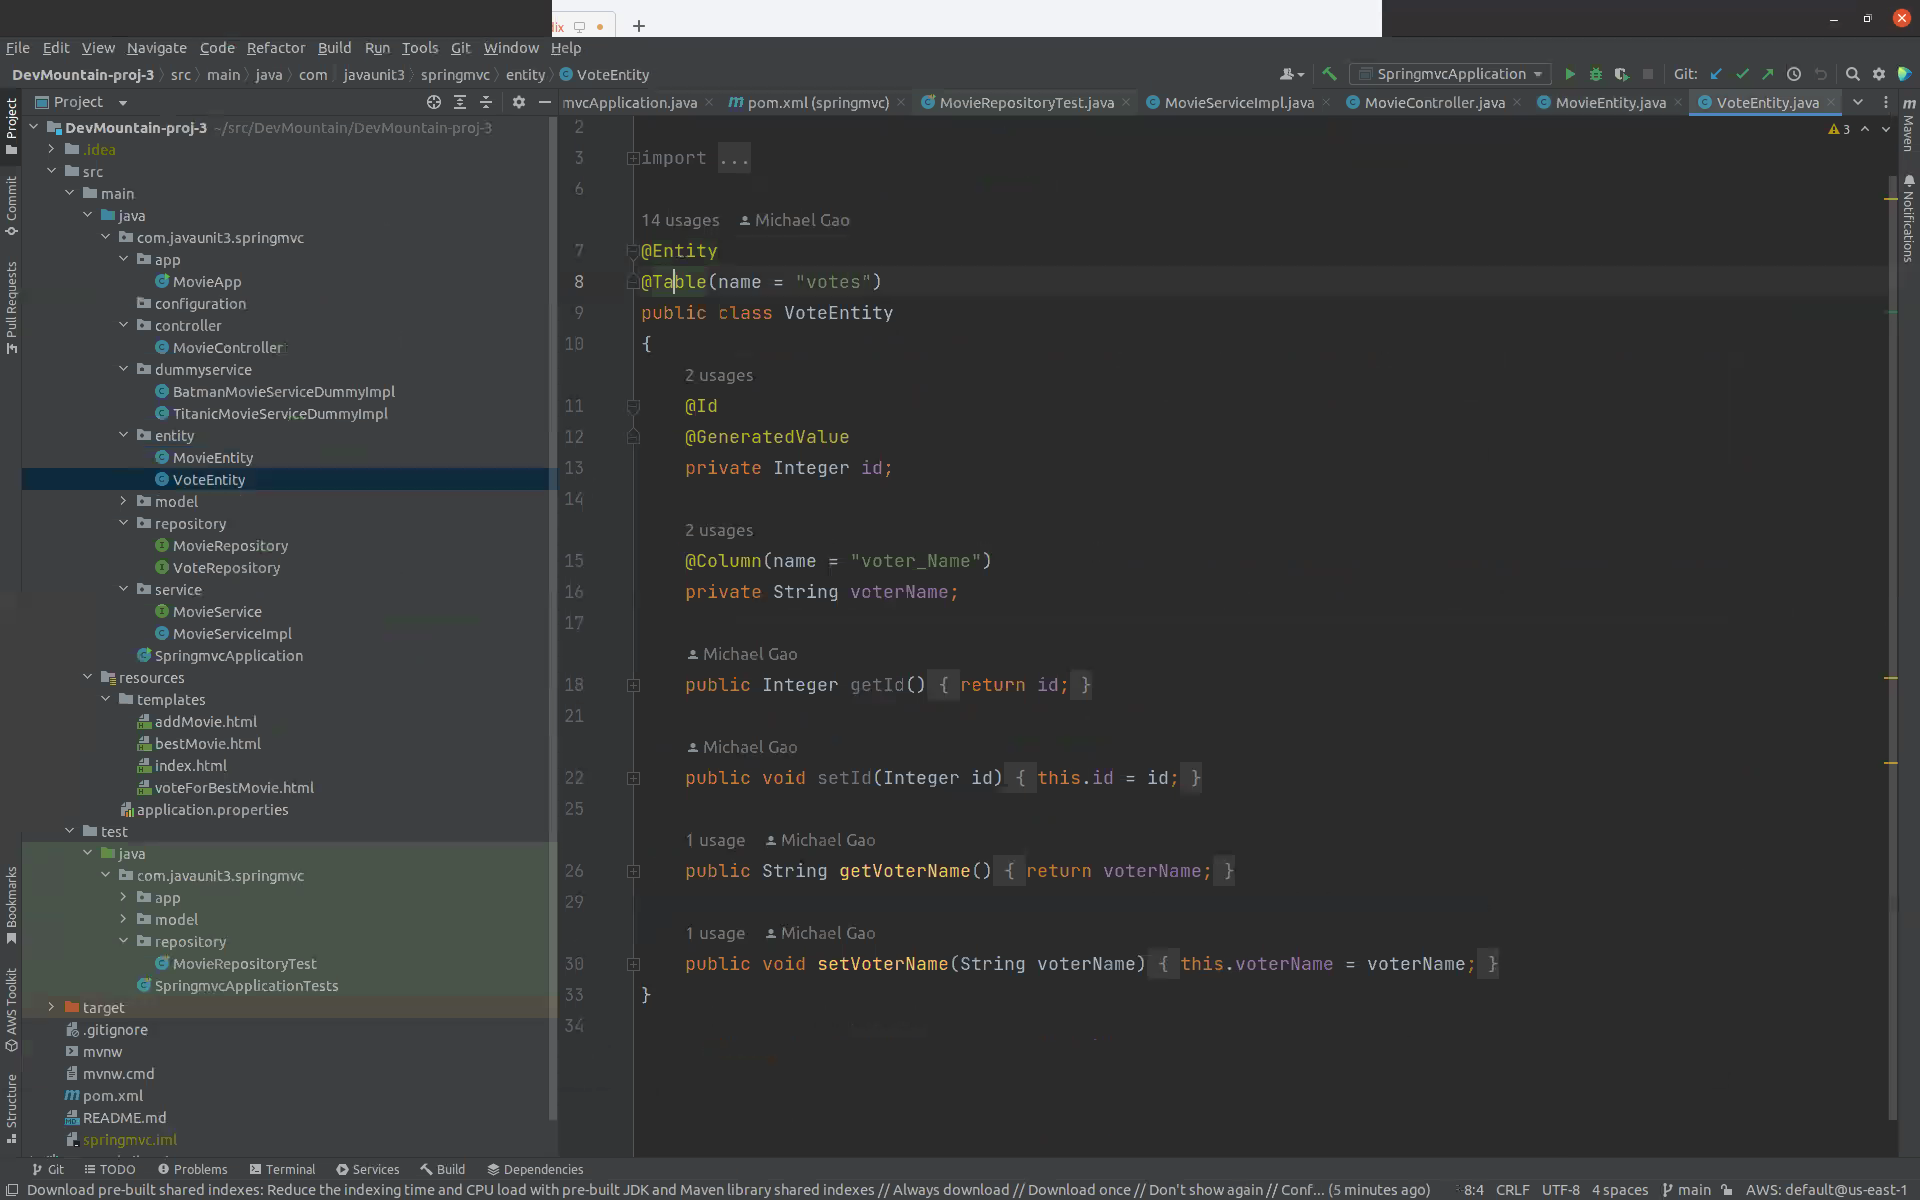 lix
File Edit View Navigate Code Refactor Build Run Tools Git Window Help
DevMountain-proj-3 src main java com javaunit3 springmvc entity VoteEntity SpringmvcApplication Git:
Project mvcApplication.java pom.xml (springmvc) MovieRepositoryTest.java MovieServiceImpl.java MovieController.java MovieEntity.java VoteEntity.java
DevMountain-proj-3 ~/src/DevMountain/DevMountain-proj-3
.idea
src
main
java
com.javaunit3.springmvc
app
MovieApp
configuration
controller
MovieController
dummyservice
BatmanMovieServiceDummyImpl
TitanicMovieServiceDummyImpl
entity
MovieEntity
VoteEntity
model
repository
MovieRepository
VoteRepository
service
MovieService
MovieServiceImpl
SpringmvcApplication
resources
templates
addMovie.html
bestMovie.html
index.html
voteForBestMovie.html
application.properties
test
java
com.javaunit3.springmvc
app
model
repository
MovieRepositoryTest
SpringmvcApplicationTests
target
.gitignore
mvnw
mvnw.cmd
pom.xml
README.md
springmvc.iml
Project
Commit
Pull Requests
Bookmarks
AWS Toolkit
Structure
2
3 import ...
6
14 usages Michael Gao
7 @Entity
8 @Table(name = "votes")
9 public class VoteEntity
10 {
2 usages
11 @Id
12 @GeneratedValue
13 private Integer id;
14
2 usages
15 @Column(name = "voter_Name")
16 private String voterName;
17
Michael Gao
18 public Integer getId() { return id; }
21
Michael Gao
22 public void setId(Integer id) { this.id = id; }
25
1 usage Michael Gao
26 public String getVoterName() { return voterName; }
29
1 usage Michael Gao
30 public void setVoterName(String voterName) { this.voterName = voterName; }
33 }
34
3
Maven
Notifications
Git TODO Problems Terminal Services Build Dependencies
Download pre-built shared indexes: Reduce the indexing time and CPU load with pre-built JDK and Maven library shared indexes // Always download // Download once // Don't show again // Conf... (5 minutes ago) 8:4 CRLF UTF-8 4 spaces main AWS: default@us-east-1